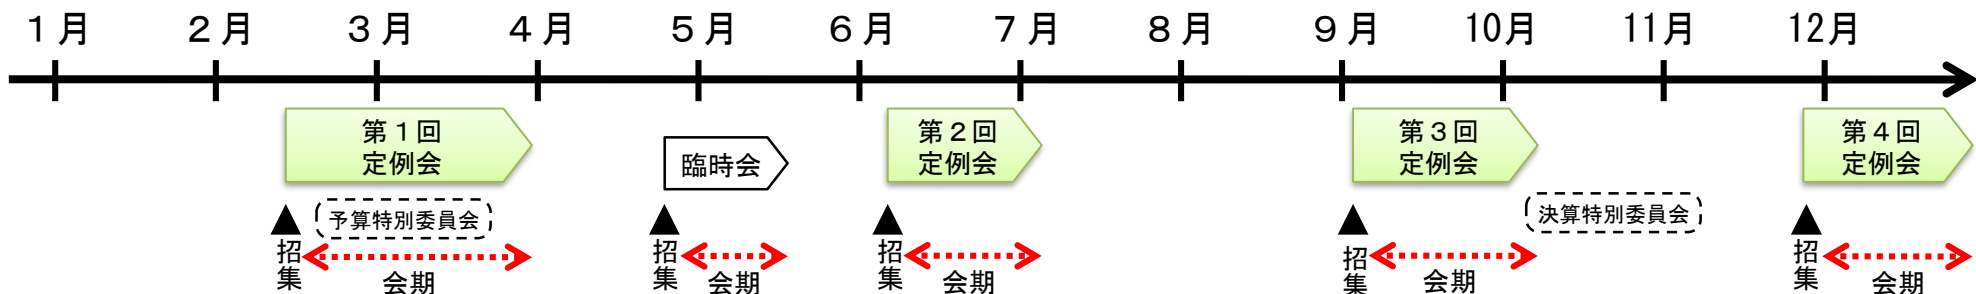 １月 ２月 ３月 ４月 ５月 ６月 ７月 ８月 ９月 10月 11月 12月
第１回
定例会
臨時会
第２回
定例会
第３回
定例会
第４回
定例会
予算特別委員会
決算特別委員会
招集
会期
招集
会期
招集
会期
招集
会期
招集
会期